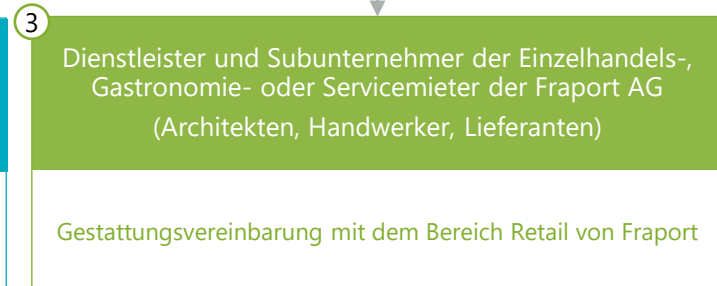 3
Dienstleister und Subunternehmer der Einzelhandels-,
Gastronomie- oder Servicemieter der Fraport AG
(Architekten, Handwerker, Lieferanten)
Gestattungsvereinbarung mit dem Bereich Retail von Fraport